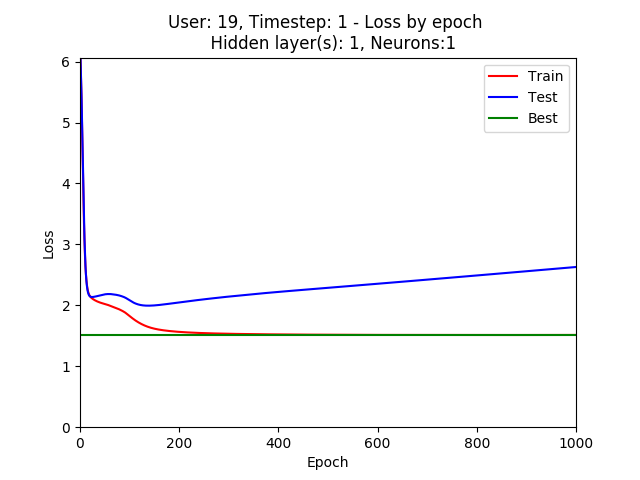 User: 19, Timestep: 1 - Loss by epoch
Hidden layer(s): 1, Neurons:1
6
5
4
3
2
1
0
Loss
Train
Test
Best
0 200 400 600 800 1000
Epoch